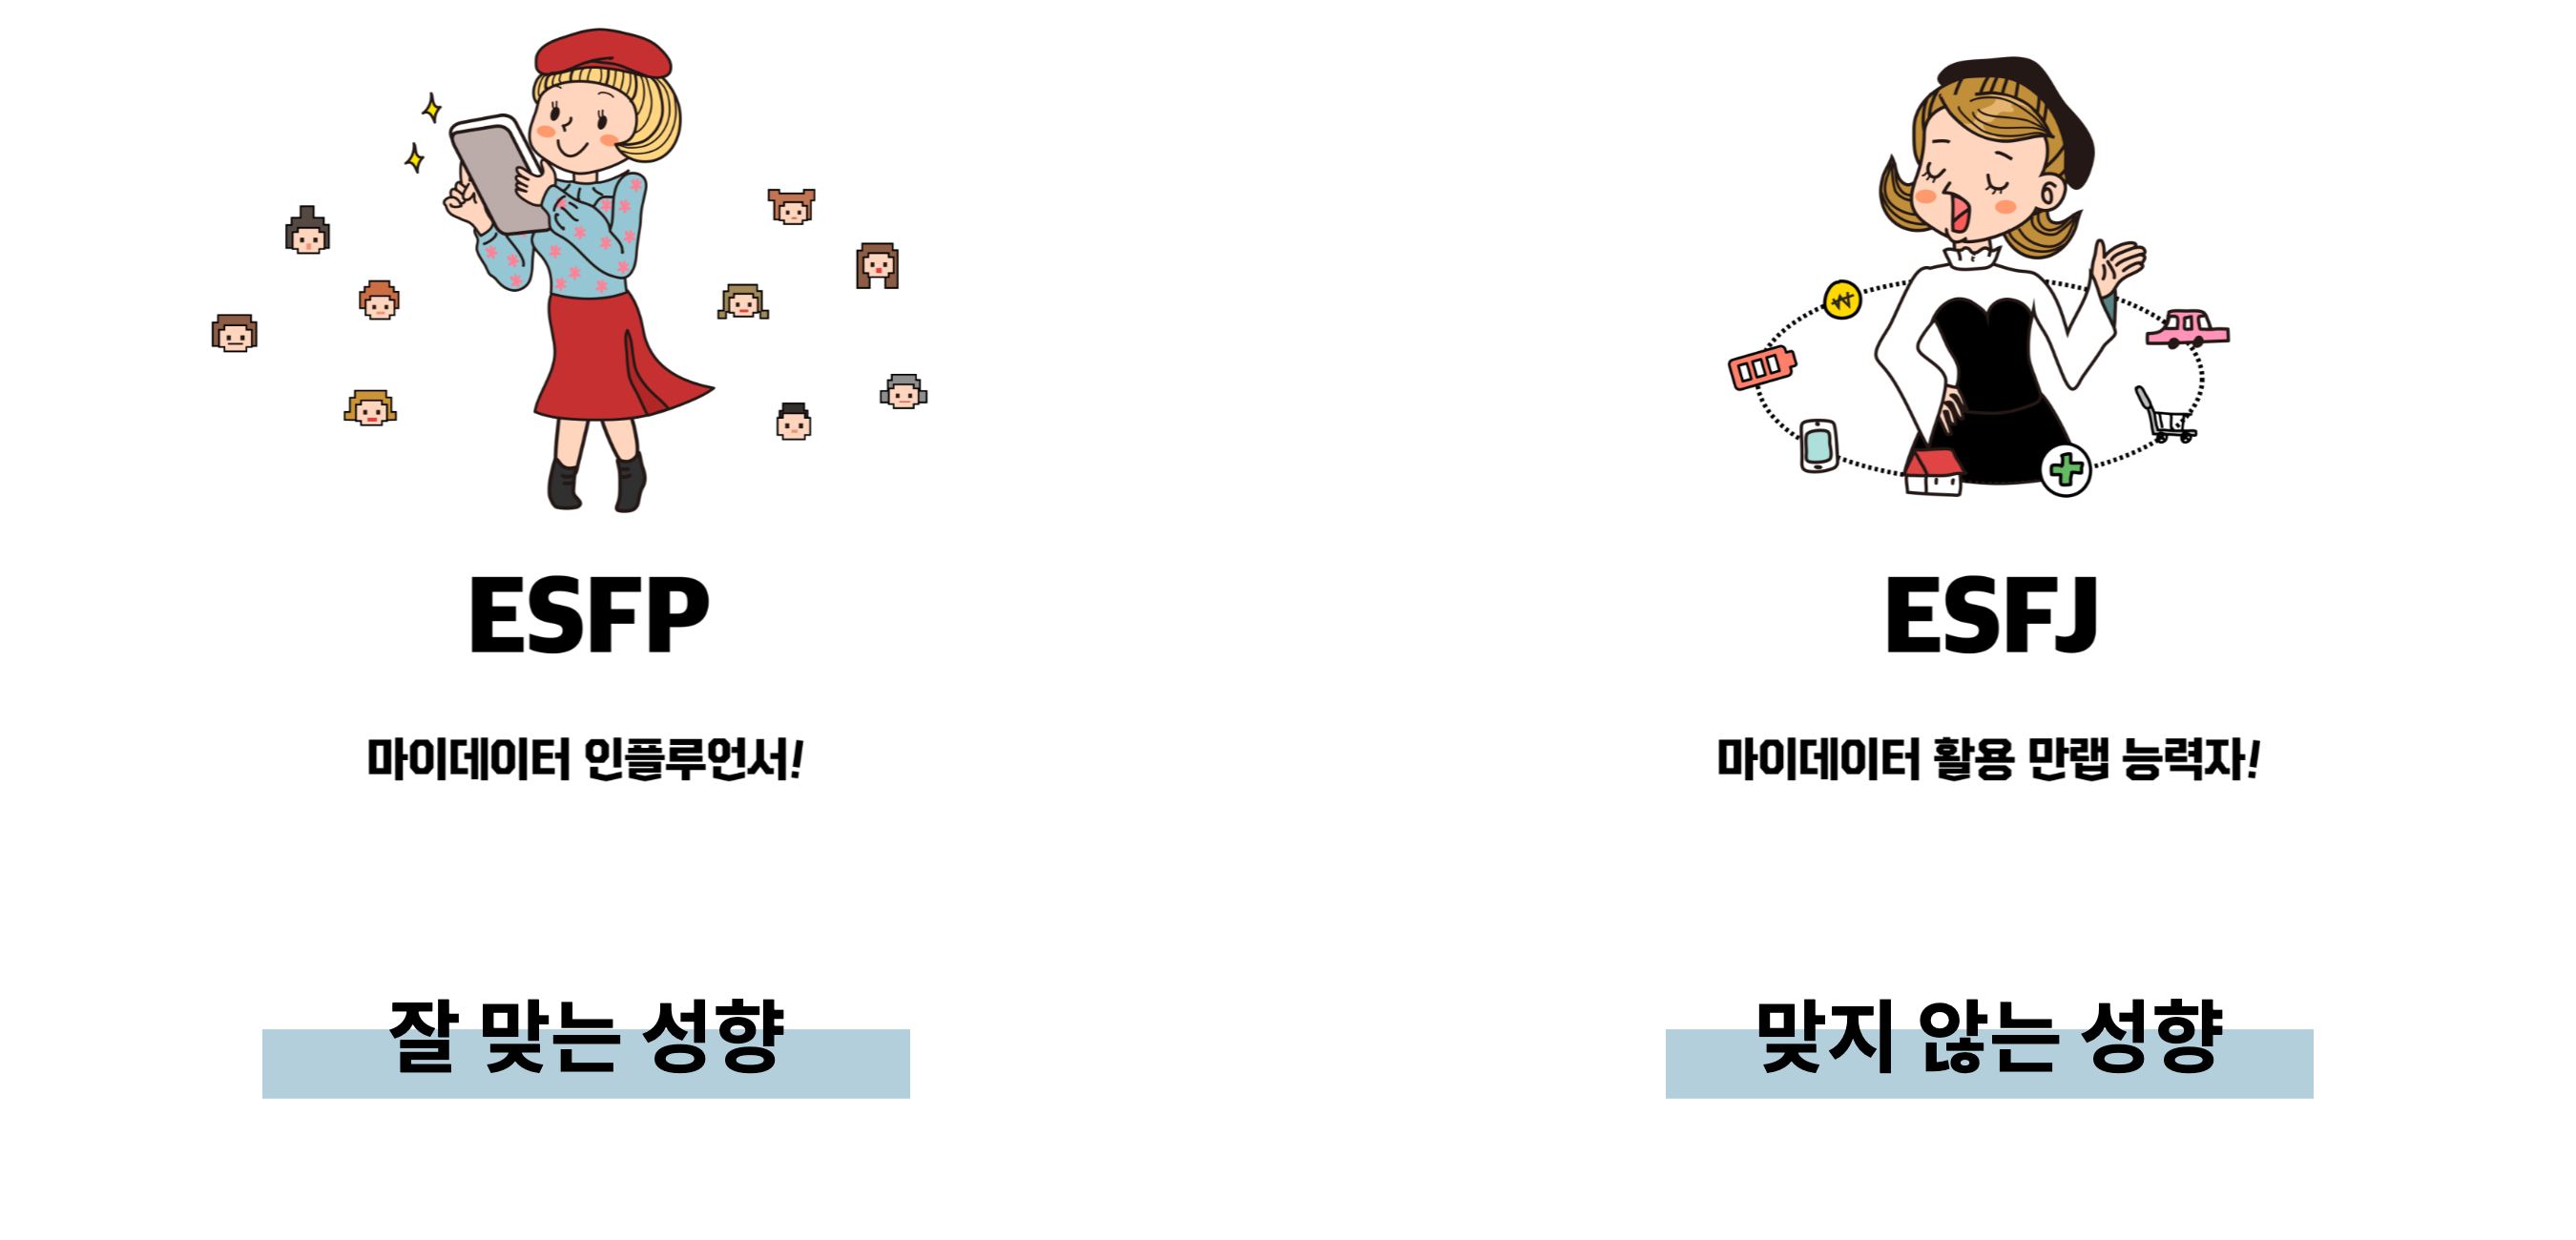 ESFP
마이데이터 인플루언서!
잘 맞는 성향
ESFJ
마이데이터 활용 만랩 능력자!
맞지 않는 성향